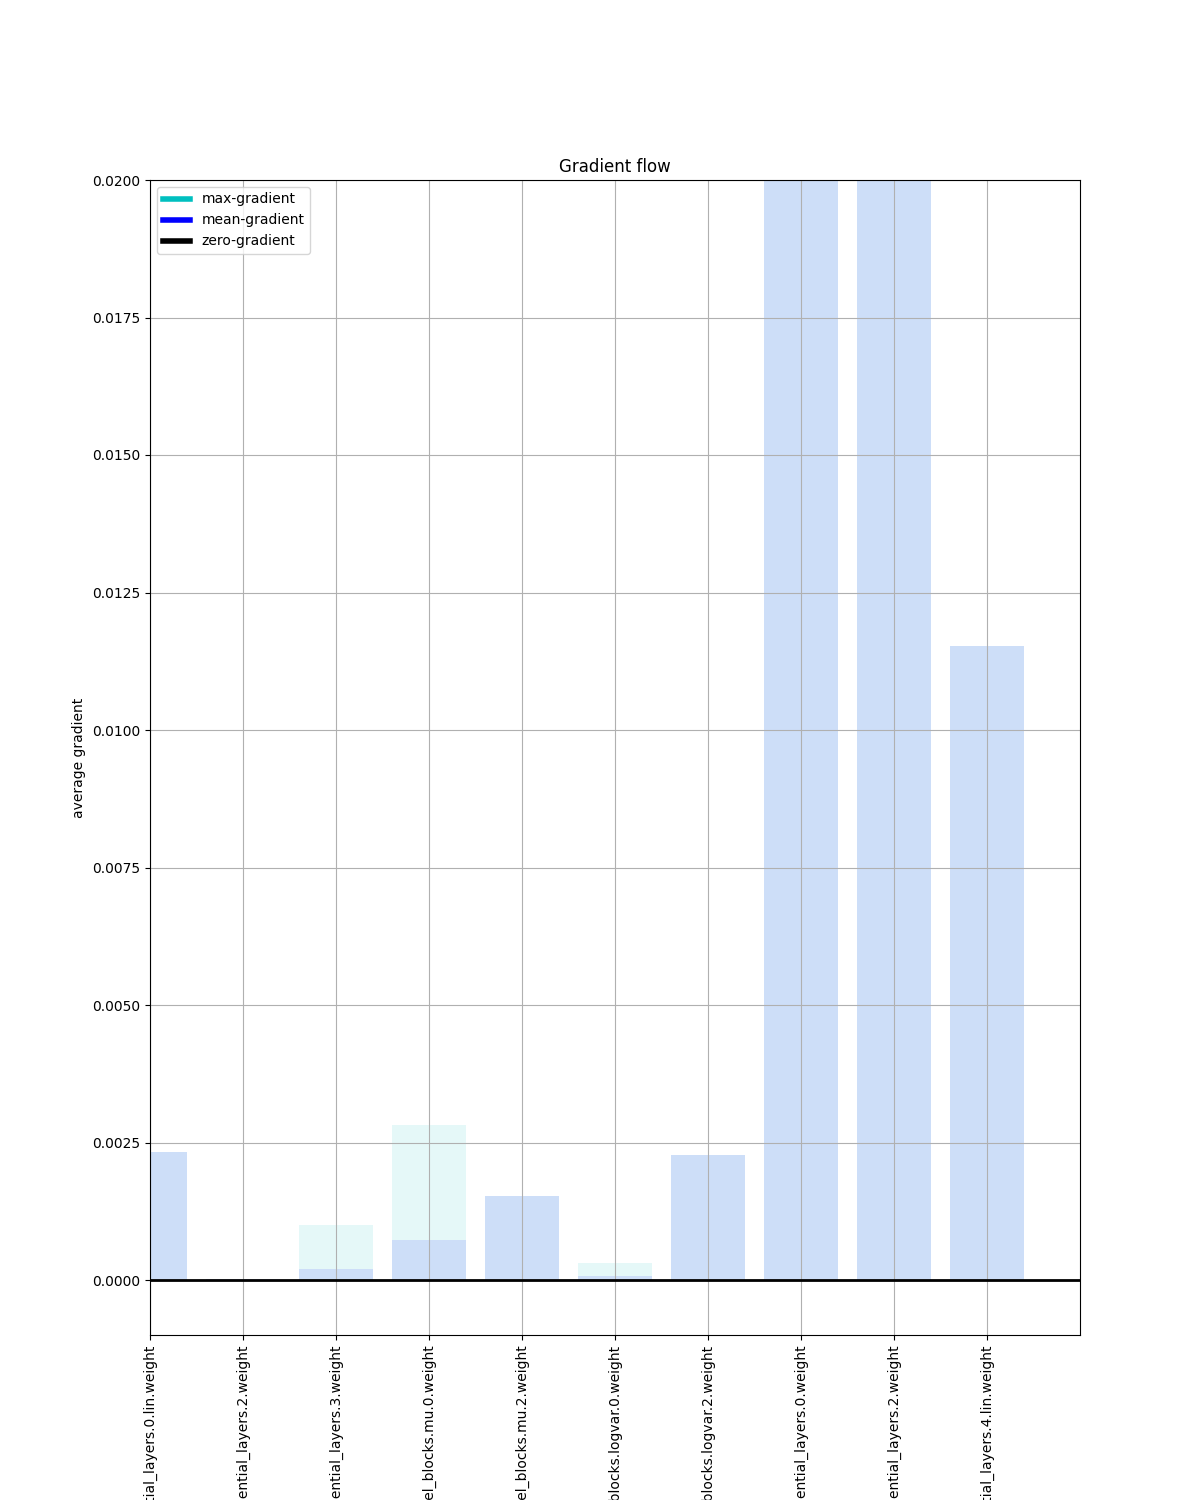 Gradient flow
max-gradient
mean-gradient
zero-gradient
0.0200
0.0175
0.0150
0.0125
0.0100
0.0075
0.0050
0.0025
0.0000
average gradient
tial_layers.0.lin.weight
ential_layers.2.weight
ential_layers.3.weight
el_blocks.mu.0.weight
el_blocks.mu.2.weight
blocks.logvar.0.weight
blocks.logvar.2.weight
ential_layers.0.weight
ential_layers.2.weight
tial_layers.4.lin.weight